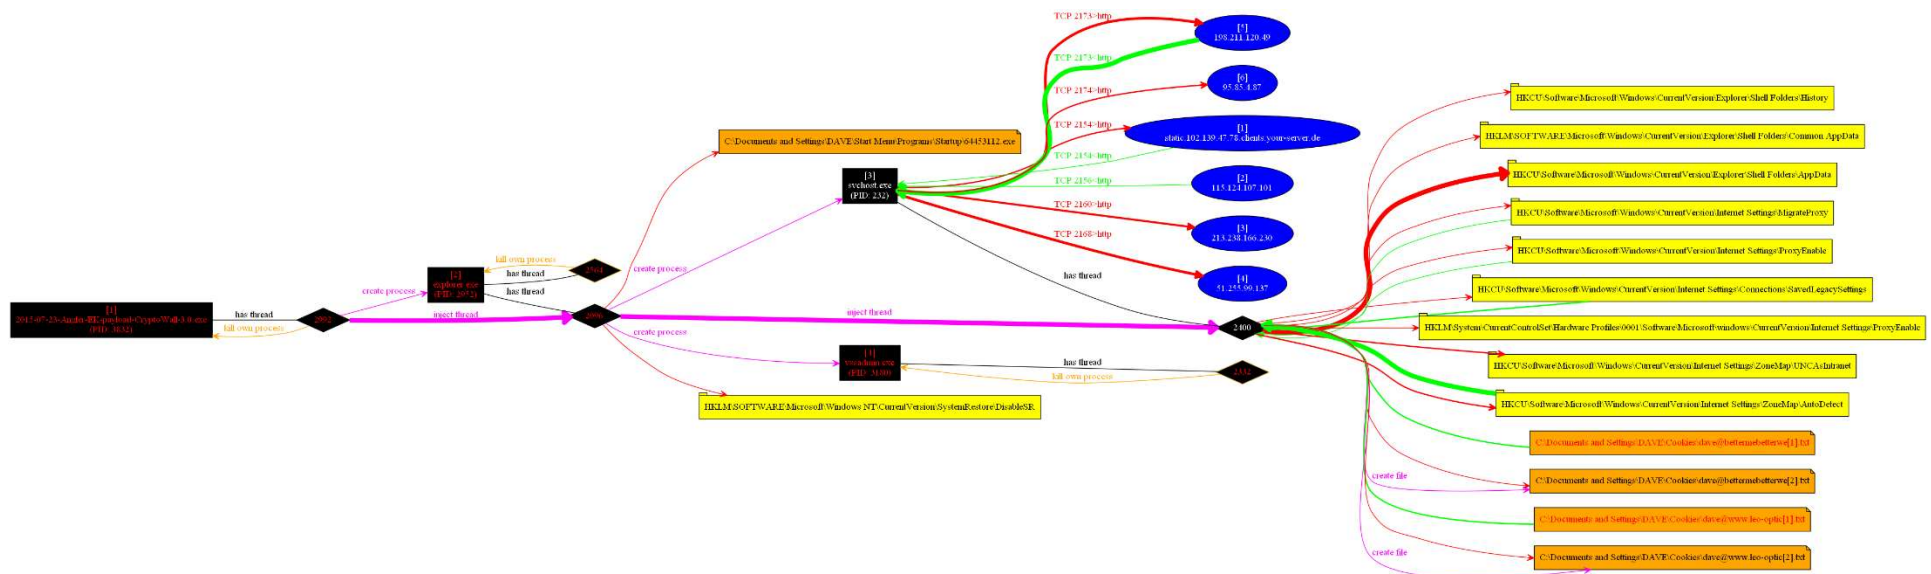 TCP 2173>http
[5]
198.211.120.49
TCP 2173>http
[6]
95.85.4.87
TCP 2174>http
TCP 2154>http
[1]
static.102.139.47.78.clients.your-server.de
TCP 2154>http
TCP 2156>http
[2]
115.124.107.101
TCP 2160>http
[3]
213.238.166.230
TCP 2168>http
[4]
51.255.99.137
C:\Documents and Settings\DAVE\Start Menu\Programs\Startup\64453112.exe
[3]
svchost.exe
(PID: 232)
HKCU\Software\Microsoft\Windows\CurrentVersion\Explorer\Shell Folders\History
HKLM\SOFTWARE\Microsoft\Windows\CurrentVersion\Explorer\Shell Folders\Common AppData
HKCU\Software\Microsoft\Windows\CurrentVersion\Explorer\Shell Folders\AppData
HKCU\Software\Microsoft\Windows\CurrentVersion\Internet Settings\MigrateProxy
HKCU\Software\Microsoft\Windows\CurrentVersion\Internet Settings\ProxyEnable
HKCU\Software\Microsoft\Windows\CurrentVersion\Internet Settings\Connections\SavedLegacySettings
HKLM\System\CurrentControlSet\Hardware Profiles\0001\Software\Microsoft\windows\CurrentVersion\Internet Settings\ProxyEnable
HKCU\Software\Microsoft\Windows\CurrentVersion\Internet Settings\ZoneMap\UNCAsIntranet
HKCU\Software\Microsoft\Windows\CurrentVersion\Internet Settings\ZoneMap\AutoDetect
C:\Documents and Settings\DAVE\Cookies\dave@bettermebetterwe[1].txt
C:\Documents and Settings\DAVE\Cookies\dave@bettermebetterwe[2].txt
C:\Documents and Settings\DAVE\Cookies\dave@www.leo-optic[1].txt
C:\Documents and Settings\DAVE\Cookies\dave@www.leo-optic[2].txt
create file
create file
kill own process
has thread
has thread
[2]
explorer.exe
(PID: 2952)
2564
create process
create process
has thread
[1]
2015-07-23-Angler-EK-payload-CryptoWall-3.0.exe
(PID: 3832)
has thread
kill own process
2992
inject thread
2996
inject thread
2400
create process
[4]
vssadmin.exe
(PID: 3180)
has thread
kill own process
2332
HKLM\SOFTWARE\Microsoft\Windows NT\CurrentVersion\SystemRestore\DisableSR